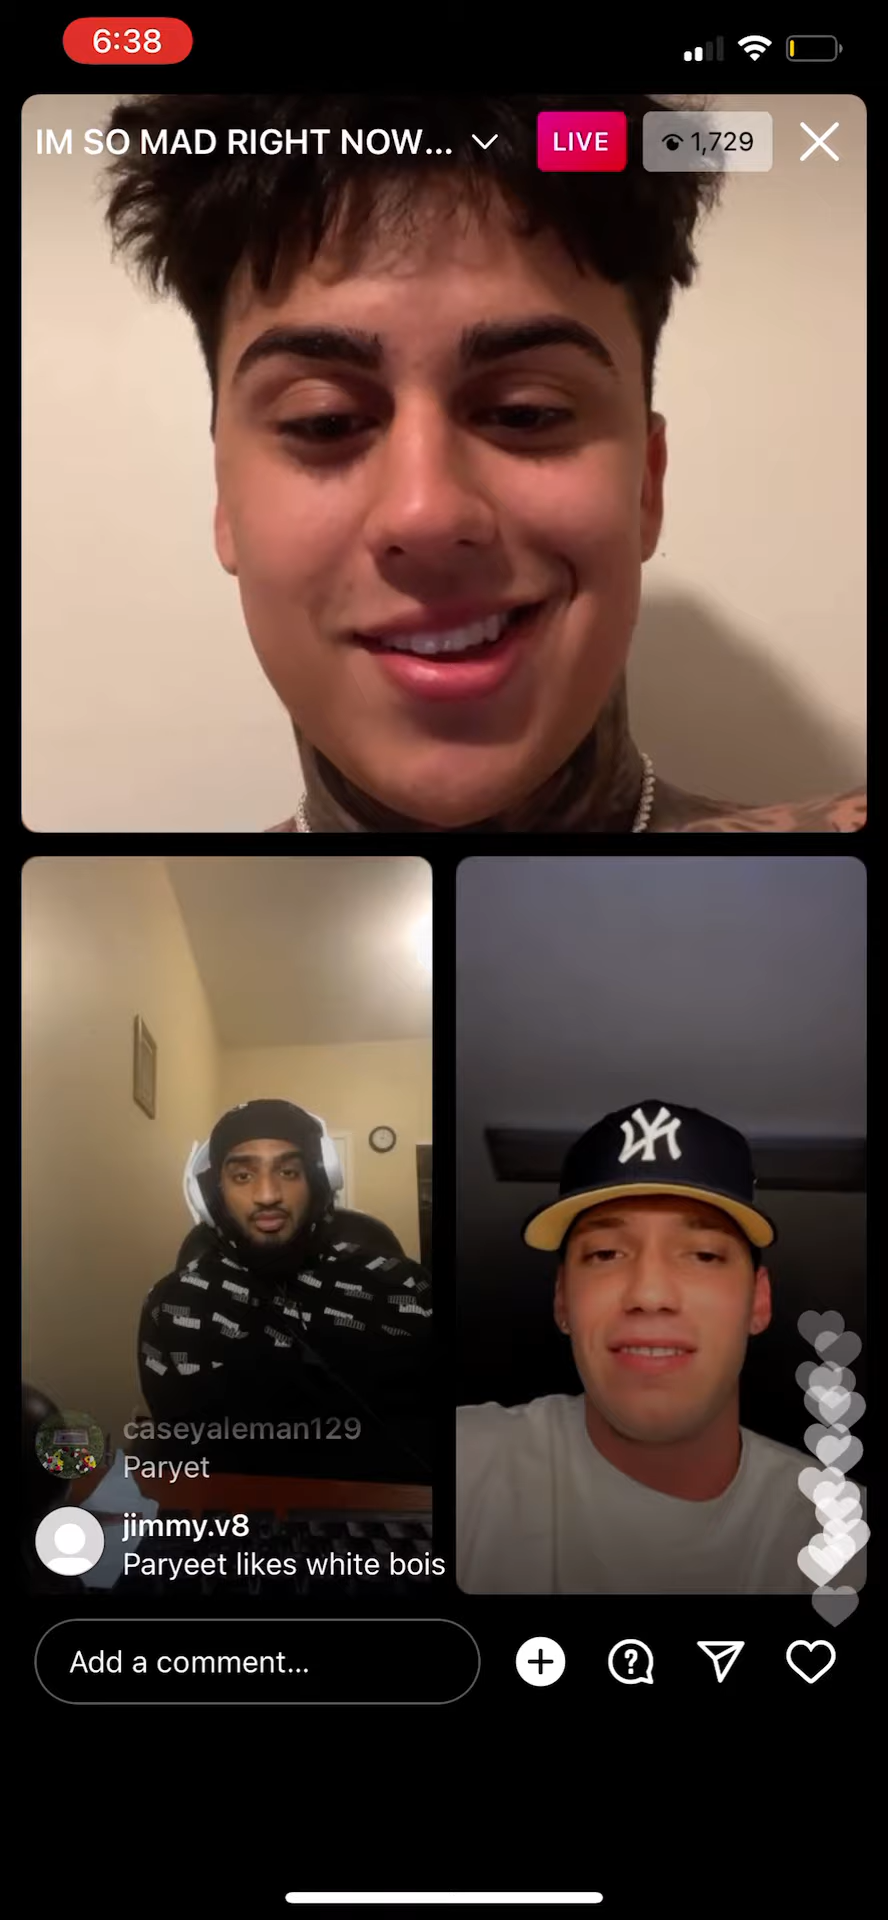 6:38
IM SO MAD RIGHT NOW...
LIVE
1,729
NY
caseyaleman129
Paryet
jimmy.v8
Paryeet likes white bois
Add a comment...
?